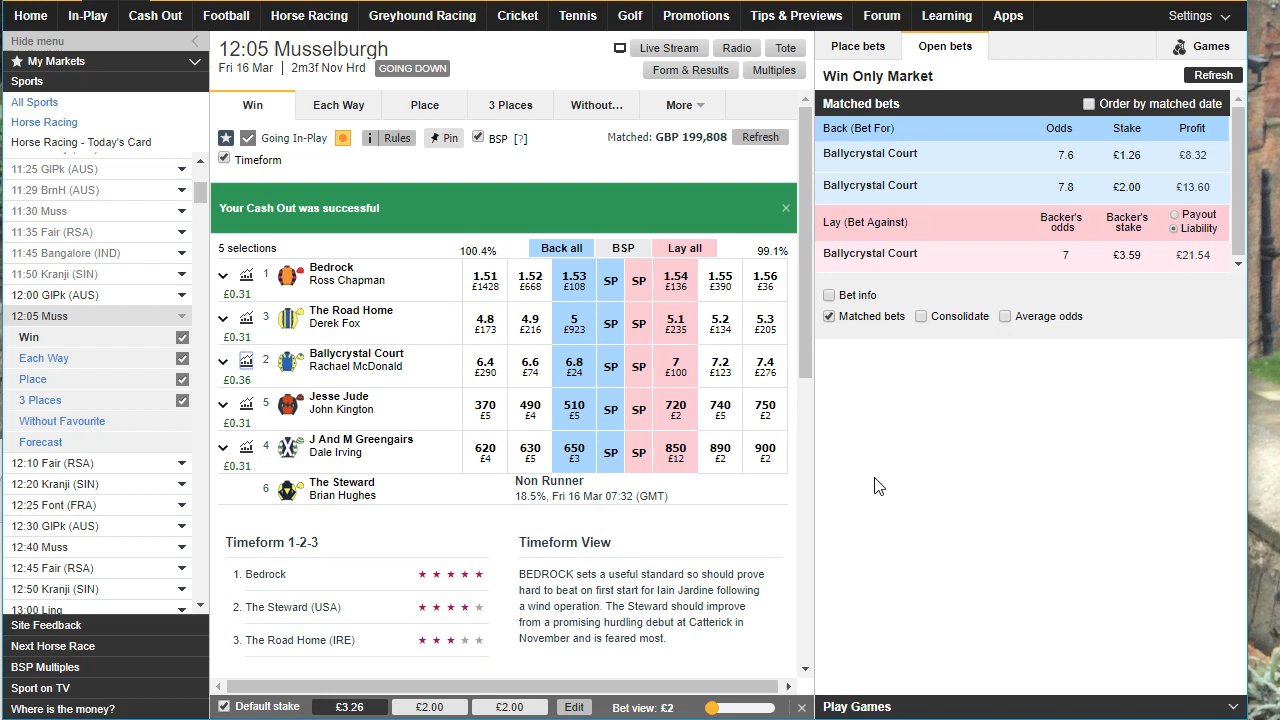 Home In-Play Cash Out Football Horse Racing Greyhound Racing Cricket Tennis Golf Promotions Tips & Previews Forum Learning Apps Settings
Hide menu
My Markets
Sports
All Sports
Horse Racing
Horse Racing - Today's Card
11:25 GlPk (AUS)
11:29 BrnH (AUS)
11:30 Muss
11:35 Fair (RSA)
11:45 Bangalore (IND)
11:50 Kranji (SIN)
12:00 GlPk (AUS)
12:05 Muss
Win
Each Way
Place
3 Places
Without Favourite
Forecast
12:10 Fair (RSA)
12:20 Kranji (SIN)
12:25 Font (FRA)
12:30 GlPk (AUS)
12:40 Muss
12:45 Fair (RSA)
12:50 Kranji (SIN)
13:00 Ling
Site Feedback
Next Horse Race
BSP Multiples
Sport on TV
Where is the money?
12:05 Musselburgh
Live Stream Radio Tote
Fri 16 Mar | 2m3f Nov Hrd GOING DOWN
Form & Results Multiples
Win Each Way Place 3 Places Without... More
Going In-Play i Rules Pin BSP [?] Matched: GBP 199,808 Refresh
Timeform
Your Cash Out was successful ×
5 selections 100.4% Back all BSP Lay all 99.1%
1 Bedrock 1.51 1.52 1.53 SP SP 1.54 1.55 1.56
Ross Chapman £1428 £668 £108 £136 £390 £36
£0.31
3 The Road Home 4.8 4.9 5 SP SP 5.1 5.2 5.3
Derek Fox £173 £216 £923 £235 £134 £205
£0.31
2 Ballycrystal Court 6.4 6.6 6.8 SP SP 7 7.2 7.4
Rachael McDonald £290 £74 £24 £100 £123 £276
£0.36
5 Jesse Jude 370 490 510 SP SP 720 740 750
John Kington £5 £4 £5 £2 £5 £2
£0.31
4 J And M Greengairs 620 630 650 SP SP 850 890 900
Dale Irving £4 £5 £3 £12 £2 £2
£0.31
6 The Steward Non Runner
Brian Hughes 18.5%, Fri 16 Mar 07:32 (GMT)
Timeform 1-2-3
1. Bedrock
2. The Steward (USA)
3. The Road Home (IRE)
Timeform View
BEDROCK sets a useful standard so should prove
hard to beat on first start for Iain Jardine following
a wind operation. The Steward should improve
from a promising hurdling debut at Catterick in
November and is feared most.
Default stake £3.26 £2.00 £2.00 Edit Bet view: £2
Place bets Open bets Games
Win Only Market Refresh
Matched bets Order by matched date
Back (Bet For) Odds Stake Profit
Ballycrystal Court 7.6 £1.26 £8.32
Ballycrystal Court 7.8 £2.00 £13.60
Lay (Bet Against) Backer's odds Backer's stake Payout Liability
Ballycrystal Court 7 £3.59 £21.54
Bet info
Matched bets Consolidate Average odds
Play Games